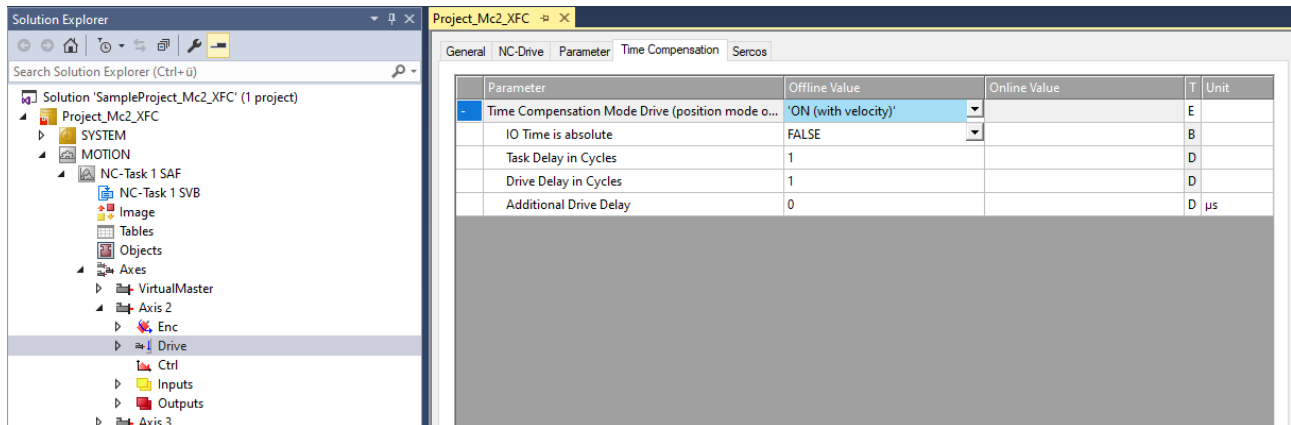 Solution Explorer
Search Solution Explorer (Ctrl+ü)
Solution 'SampleProject_Mc2_XFC' (1 project)
Project_Mc2_XFC
SYSTEM
MOTION
NC-Task 1 SAF
NC-Task 1 SVB
Image
Tables
Objects
Axes
VirtualMaster
Axis 2
Enc
Drive
Ctrl
Inputs
Outputs
Axis 3
Project_Mc2_XFC
General NC-Drive Parameter Time Compensation Sercos
Parameter Offline Value Online Value T Unit
Time Compensation Mode Drive (position mode o... 'ON (with velocity)' E
IO Time is absolute FALSE B
Task Delay in Cycles 1 D
Drive Delay in Cycles 1 D
Additional Drive Delay 0 D µs